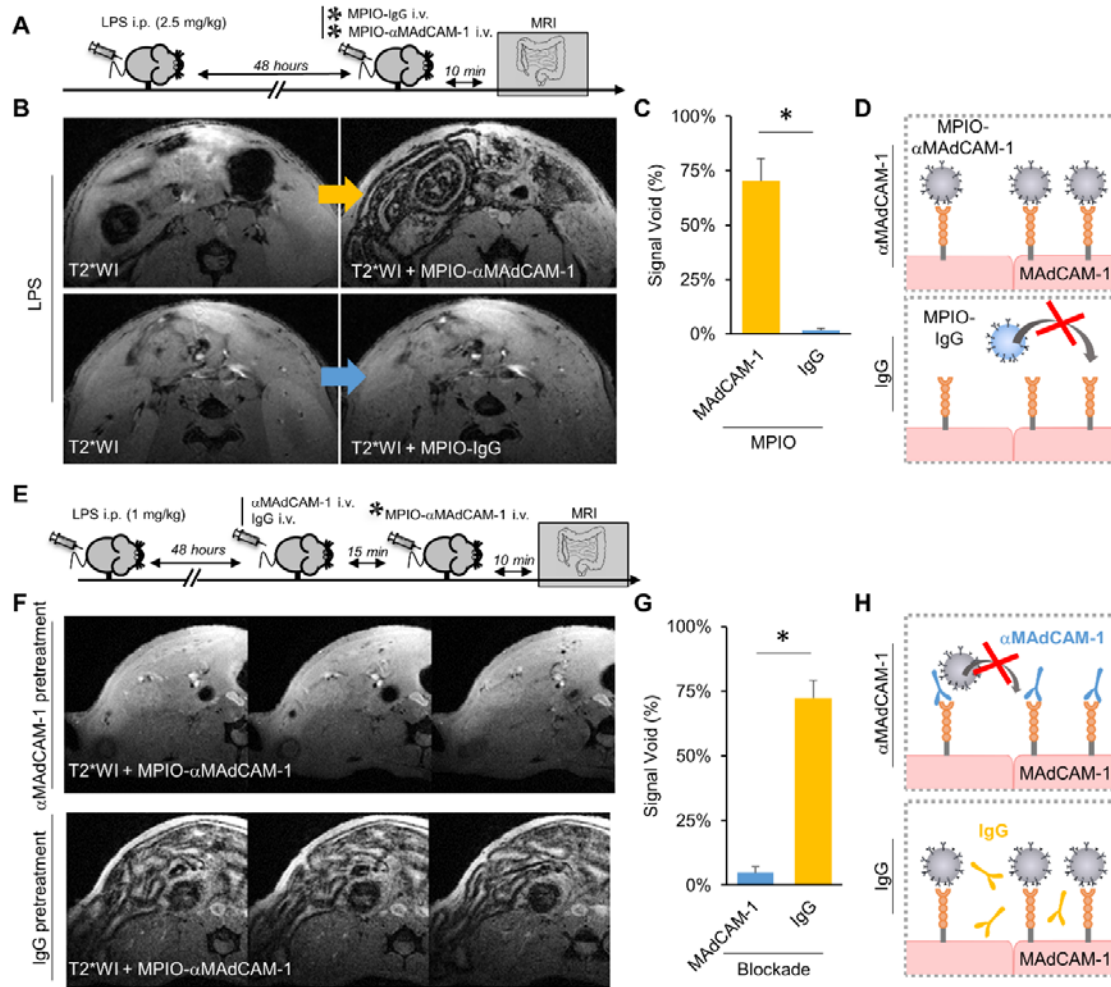 A
LPS i.p. (2.5 mg/kg)
MPIO-IgG i.v.
MPIO-αMAdCAM-1 i.v.
MRI
48 hours
10 min
B
LPS
T2*WI
T2*WI + MPIO-αMAdCAM-1
T2*WI
T2*WI + MPIO-IgG
C
Signal Void (%)
100%
75%
50%
25%
0%
*
MAdCAM-1
IgG
MPIO
D
αMAdCAM-1
MPIO-
αMAdCAM-1
MAdCAM-1
IgG
MPIO-
IgG
E
LPS i.p. (1 mg/kg)
αMAdCAM-1 i.v.
IgG i.v.
MPIO-αMAdCAM-1 i.v.
MRI
48 hours
15 min
10 min
F
αMAdCAM-1 pretreatment
T2*WI + MPIO-αMAdCAM-1
IgG pretreatment
T2*WI + MPIO-αMAdCAM-1
G
Signal Void (%)
100%
75%
50%
25%
0%
*
MAdCAM-1
IgG
Blockade
H
αMAdCAM-1
αMAdCAM-1
MAdCAM-1
IgG
IgG
MAdCAM-1